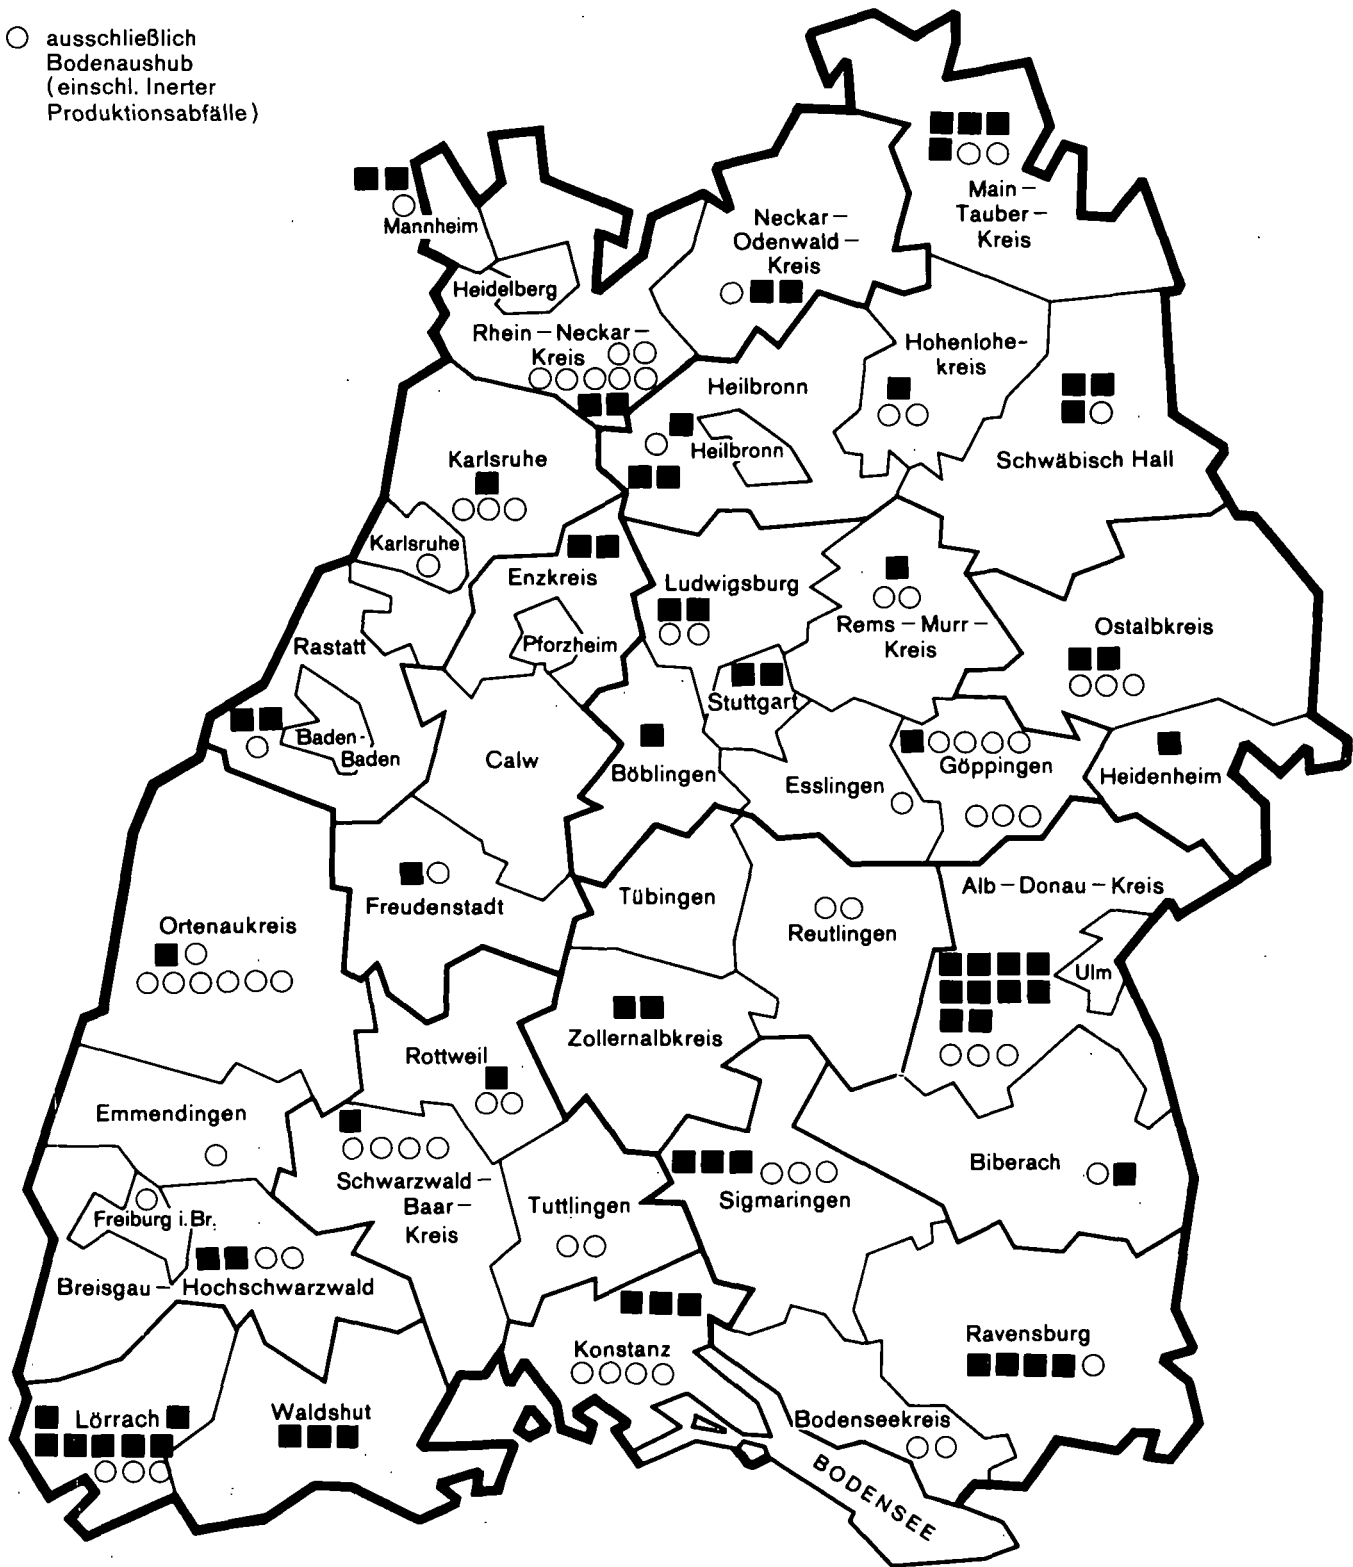 ausschließlich
Bodenaushub
(einschl. Inerter
Produktionsabfälle)
Main –
Tauber –
Kreis
Mannheim
Neckar –
Odenwald –
Kreis
Heidelberg
Rhein – Neckar –
Kreis
Hohenlohe-
kreis
Heilbronn
Heilbronn
Schwäbisch Hall
Karlsruhe
Karlsruhe
Enzkreis
Ludwigsburg
Rems – Murr –
Kreis
Ostalbkreis
Pforzheim
Rastatt
Stuttgart
Baden-
Baden
Calw
Böblingen
Esslingen
Göppingen
Heidenheim
Freudenstadt
Tübingen
Alb – Donau – Kreis
Ortenaukreis
Reutlingen
Ulm
Zollernalbkreis
Rottweil
Emmendingen
Biberach
Schwarzwald –
Baar –
Kreis
Sigmaringen
Tuttlingen
Freiburg i. Br.
Breisgau – Hochschwarzwald
Konstanz
Ravensburg
Lörrach
Waldshut
Bodenseekreis
BODENSEE